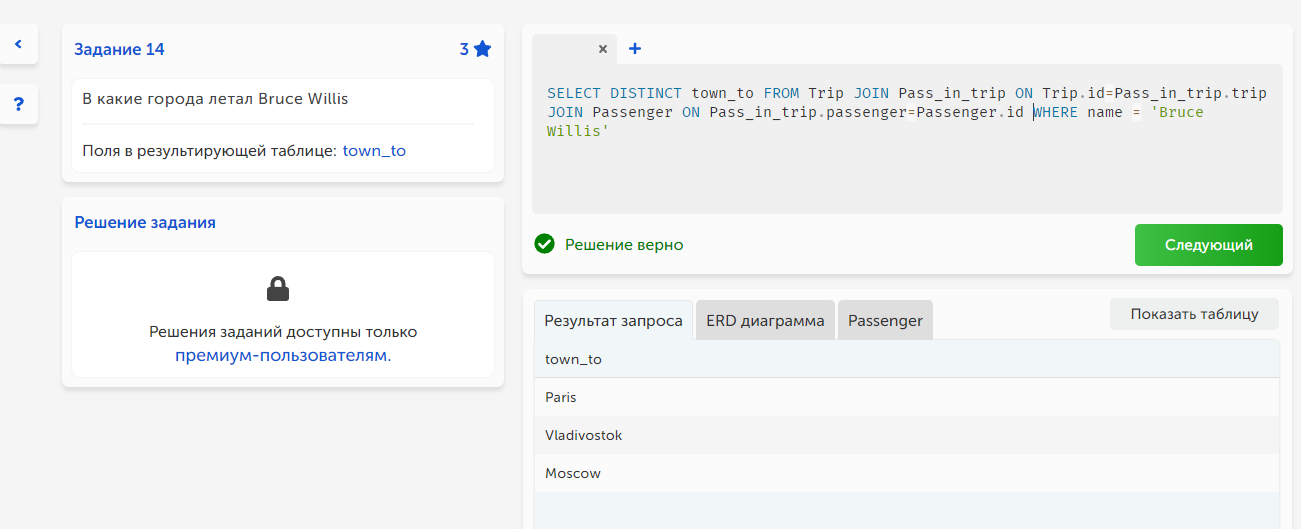 Задание 14
3
В какие города летал Bruce Willis
Поля в результирующей таблице: town_to
Решение задания
Решения заданий доступны только
премиум-пользователям.
SELECT DISTINCT town_to FROM Trip JOIN Pass_in_trip ON Trip.id=Pass_in_trip.trip
JOIN Passenger ON Pass_in_trip.passenger=Passenger.id WHERE name = 'Bruce
Willis'
Решение верно
Следующий
Результат запроса
ERD диаграмма
Passenger
Показать таблицу
town_to
Paris
Vladivostok
Moscow